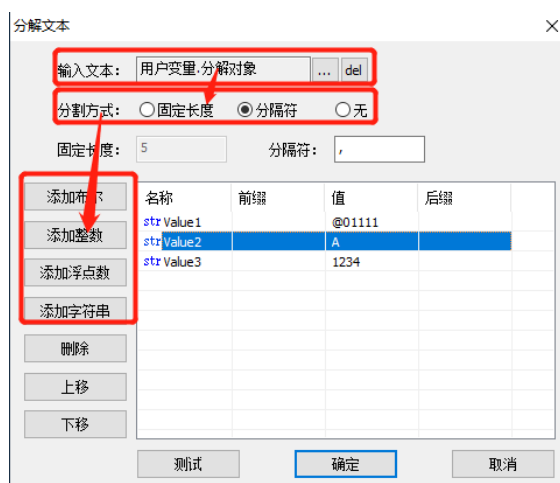 分解文本
输入文本： 用户变量.分解对象 ... del
分割方式： 固定长度 分隔符 无
固定长度： 5 分隔符： ,
添加布尔 名称 前缀 值 后缀
str Value1 @01111
添加整数 str Value2 A
str Value3 1234
添加浮点数
添加字符串
删除
上移
下移
测试 确定 取消